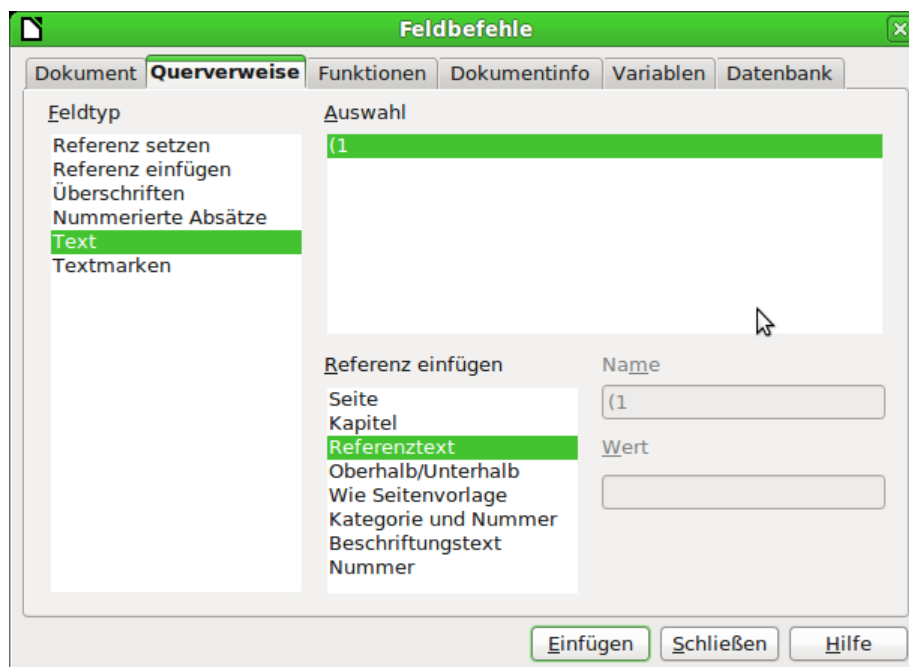 Feldbefehle
Dokument Querverweise Funktionen Dokumentinfo Variablen Datenbank
Feldtyp
Referenz setzen
Referenz einfügen
Überschriften
Nummerierte Absätze
Text
Textmarken
Auswahl
(1
Referenz einfügen
Seite
Kapitel
Referenztext
Oberhalb/Unterhalb
Wie Seitenvorlage
Kategorie und Nummer
Beschriftungstext
Nummer
Name
(1
Wert
Einfügen Schließen Hilfe